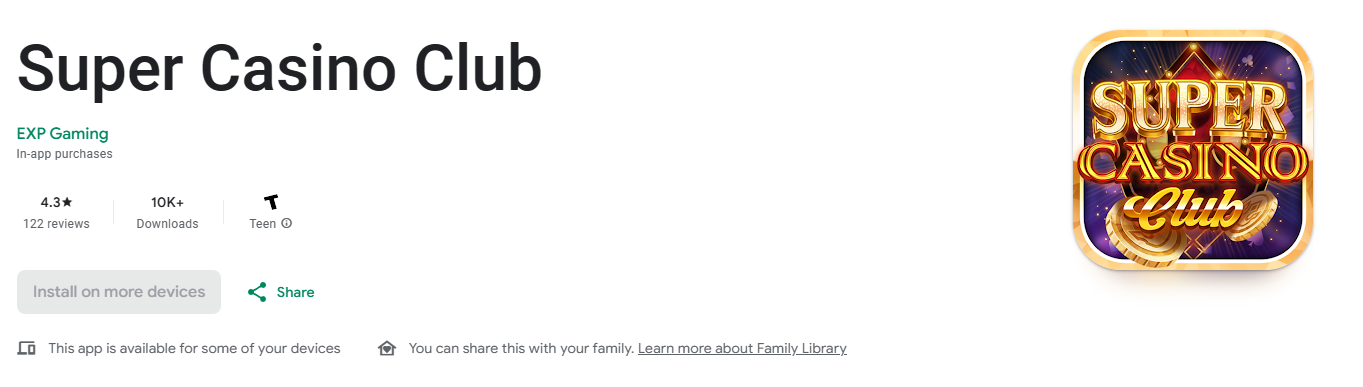 Super Casino Club
EXP Gaming
In-app purchases
4.3★
122 reviews
10K+
Downloads
T
Teen
Install on more devices
Share
This app is available for some of your devices
You can share this with your family. Learn more about Family Library
SUPER
CASINO
Club